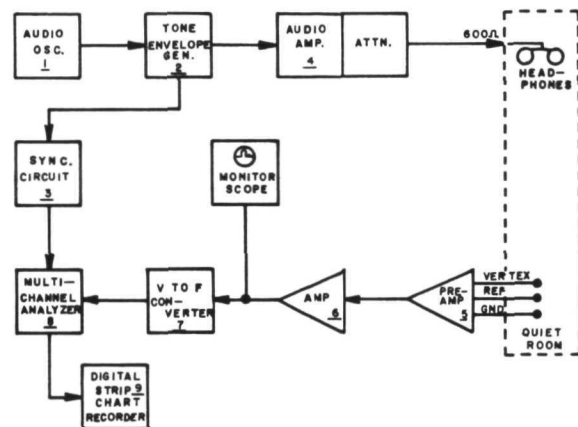 AUDIO
OSC.
1
TONE
ENVELOPE
GEN.
2
AUDIO
AMP.
4
ATTN.
600Ω
HEAD-
PHONES
SYNC.
CIRCUIT
3
MONITOR
SCOPE
MULTI-
CHANNEL
ANALYZER
8
V TO F
CON-
VERTER
7
AMP
6
PRE-
AMP
5
VERTEX
REF
GND
QUIET
ROOM
DIGITAL
STRIP 9
CHART
RECORDER